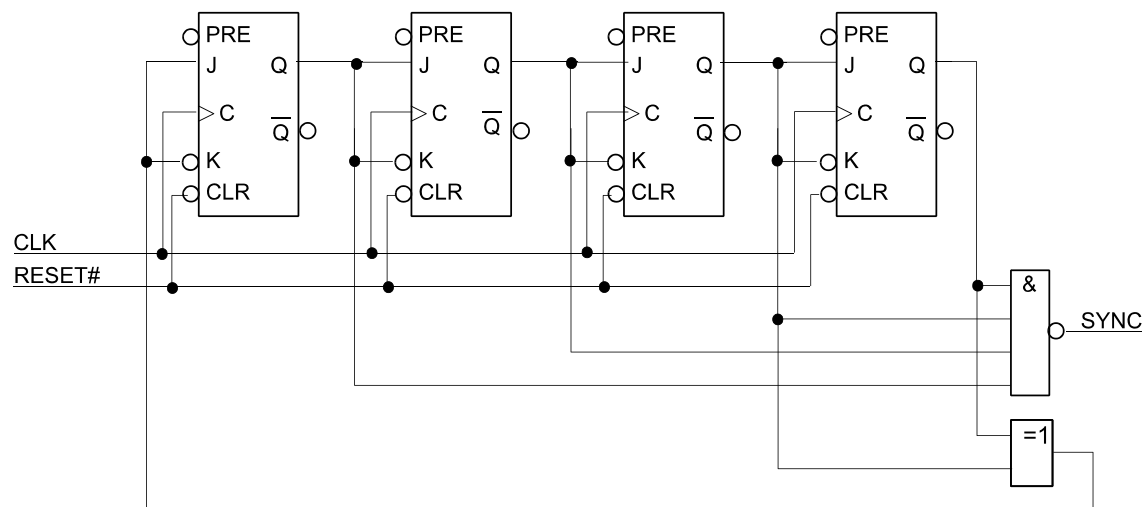 PRE
J Q
C
Q
K
CLR
PRE
J Q
C
Q
K
CLR
PRE
J Q
C
Q
K
CLR
PRE
J Q
C
Q
K
CLR
CLK
RESET#
&
SYNC
=1